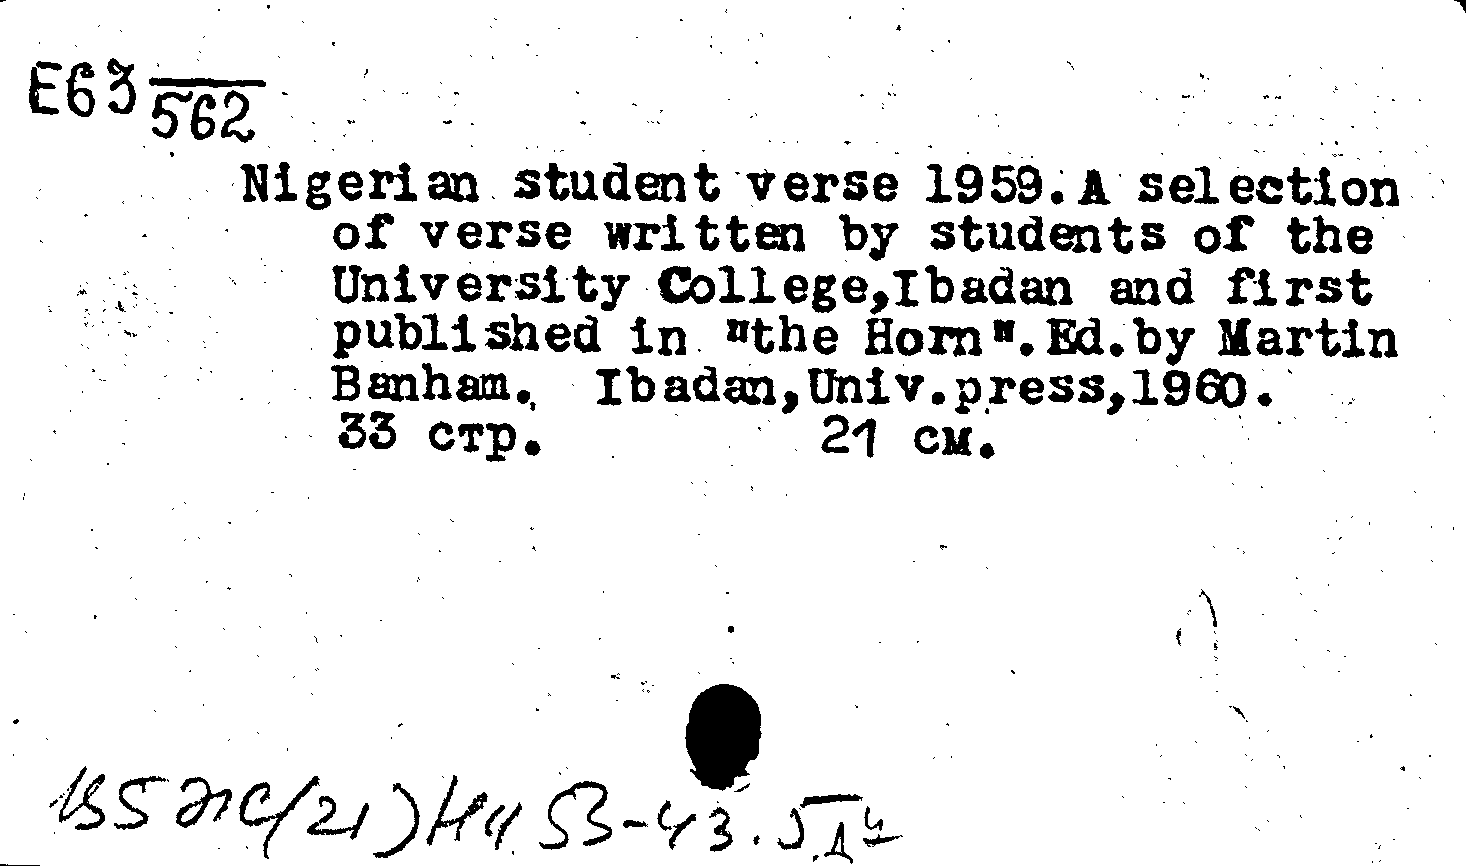 E63 562
Nigerian student verse 1959. A selection
of verse written by students of the
University College,Ibadan and first
published in "the Horn".Ed.by Martin
Banham. Ibadan,Univ.press,1960.
33 стр. 21 см.